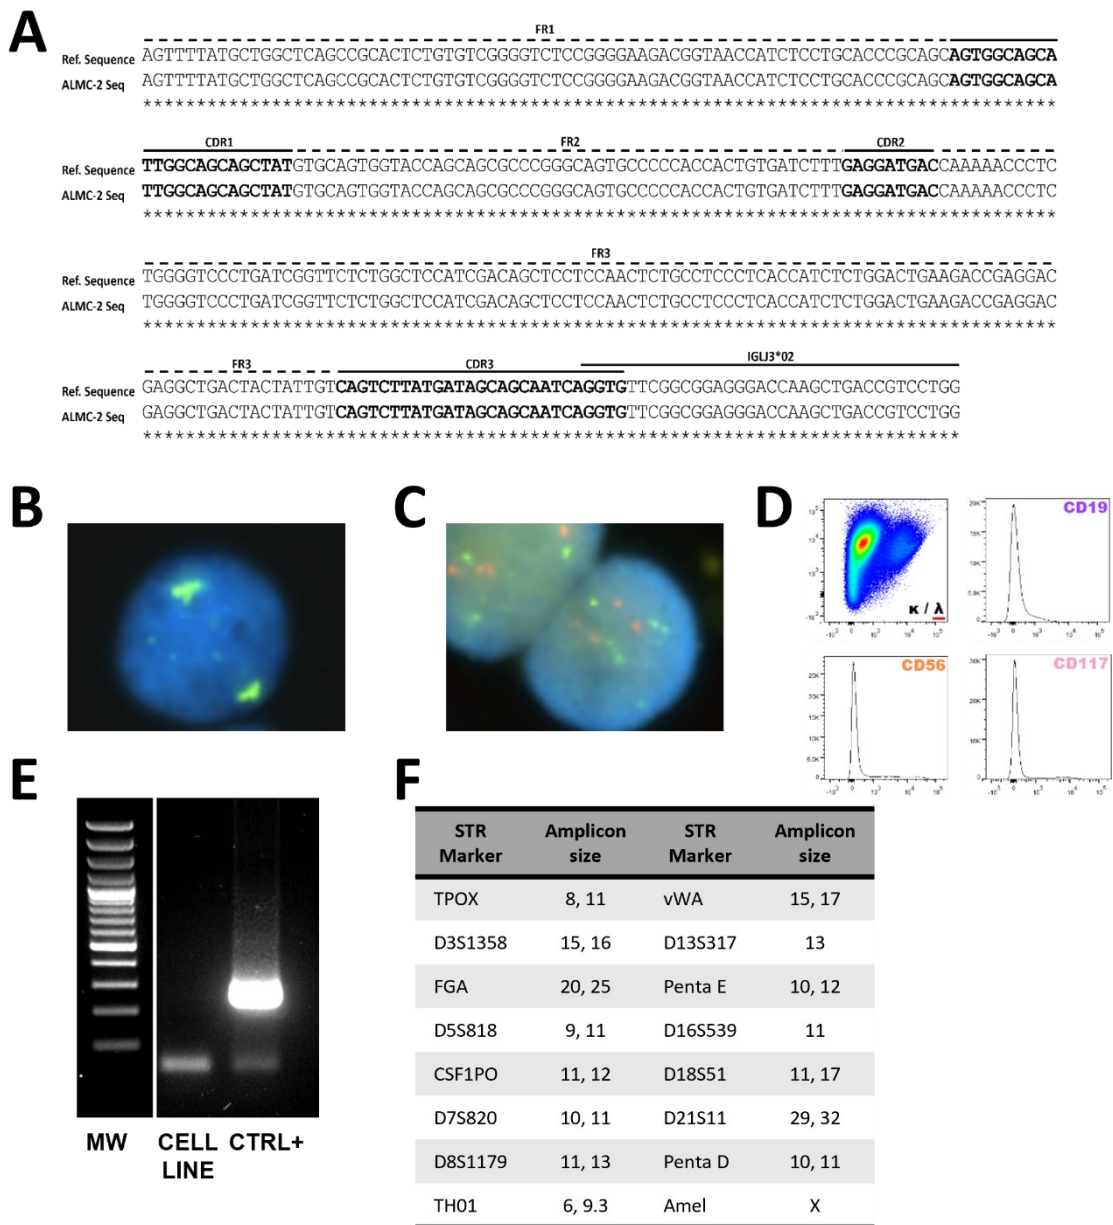 A
FR1
Ref. Sequence AGTTTTATGCTGGCTCAGCCGCACTCTGTGTCGGGGTCTCCGGGGAAGACGGTAACCATCTCCTGCACCCGCAGCAGTGGCAGCA
ALMC-2 Seq AGTTTTATGCTGGCTCAGCCGCACTCTGTGTCGGGGTCTCCGGGGAAGACGGTAACCATCTCCTGCACCCGCAGCAGTGGCAGCA
*************************************************************************************
CDR1 FR2 CDR2
Ref. Sequence TTGGCAGCAGCTATGTGCAGTGGTACCAGCAGCGCCCGGGCAGTGCCCCCACCACTGTGATCTTTGAGGATGACCAAAAACCCTC
ALMC-2 Seq TTGGCAGCAGCTATGTGCAGTGGTACCAGCAGCGCCCGGGCAGTGCCCCCACCACTGTGATCTTTGAGGATGACCAAAAACCCTC
*************************************************************************************
FR3
Ref. Sequence TGGGGTCCCTGATCGGTTCTCTGGCTCCATCGACAGCTCCTCCAACTCTGCCTCCCTCACCATCTCTGGACTGAAGACCGAGGAC
ALMC-2 Seq TGGGGTCCCTGATCGGTTCTCTGGCTCCATCGACAGCTCCTCCAACTCTGCCTCCCTCACCATCTCTGGACTGAAGACCGAGGAC
*************************************************************************************
FR3 CDR3 IGLJ3*02
Ref. Sequence GAGGCTGACTACTATTGTCAGTCTTATGATAGCAGCAATCAGGTGTTCGGCGGAGGGACCAAGCTGACCGTCCTGG
ALMC-2 Seq GAGGCTGACTACTATTGTCAGTCTTATGATAGCAGCAATCAGGTGTTCGGCGGAGGGACCAAGCTGACCGTCCTGG
****************************************************************************
B
C
D
κ / λ
CD19
CD56
CD117
E
MW CELL LINE CTRL+
F
STR Marker Amplicon size STR Marker Amplicon size
TPOX 8, 11 vWA 15, 17
D3S1358 15, 16 D13S317 13
FGA 20, 25 Penta E 10, 12
D5S818 9, 11 D16S539 11
CSF1PO 11, 12 D18S51 11, 17
D7S820 10, 11 D21S11 29, 32
D8S1179 11, 13 Penta D 10, 11
TH01 6, 9.3 Amel X